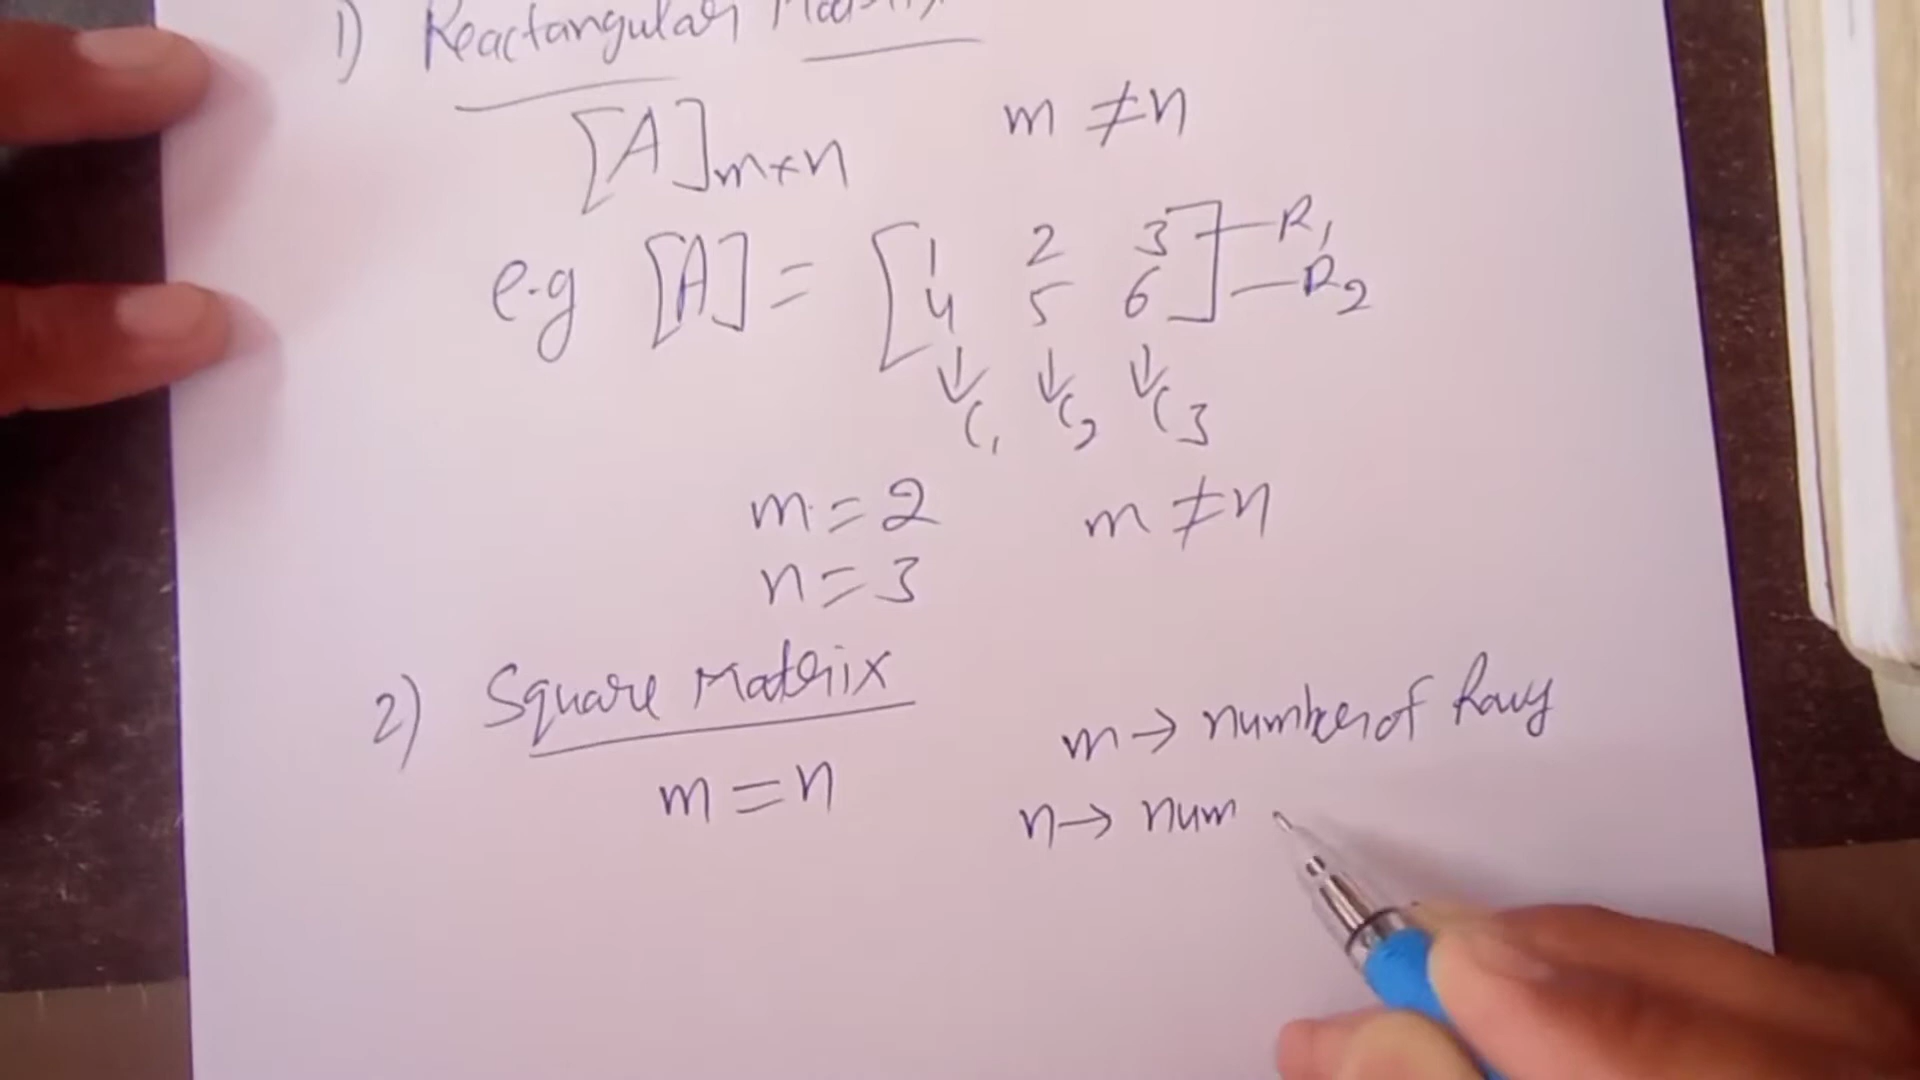 1) Reactangular Matrix
[A]m×n m ≠ n
e.g [A] = [1 2 3] — R1
4 5 6 — R2
↓ ↓ ↓
C1 C2 C3
m = 2 m ≠ n
n = 3
2) Square Matrix
m → number of Rows
m = n
n → num